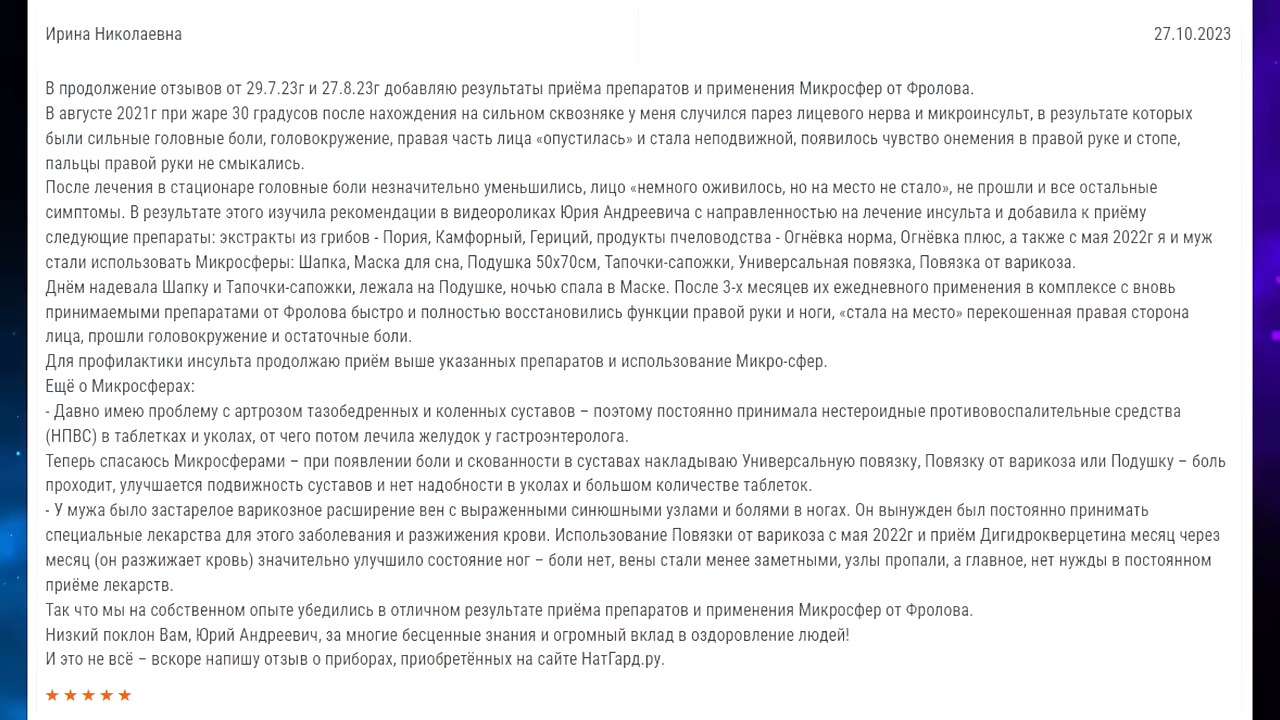 Ирина Николаевна
27.10.2023
В продолжение отзывов от 29.7.23г и 27.8.23г добавляю результаты приёма препаратов и применения Микросфер от Фролова.
В августе 2021г при жаре 30 градусов после нахождения на сильном сквозняке у меня случился парез лицевого нерва и микроинсульт, в результате которых
были сильные головные боли, головокружение, правая часть лица «опустилась» и стала неподвижной, появилось чувство онемения в правой руке и стопе,
пальцы правой руки не смыкались.
После лечения в стационаре головные боли незначительно уменьшились, лицо «немного оживилось, но на место не стало», не прошли и все остальные
симптомы. В результате этого изучила рекомендации в видеороликах Юрия Андреевича с направленностью на лечение инсульта и добавила к приёму
следующие препараты: экстракты из грибов - Пория, Камфорный, Гериций, продукты пчеловодства - Огнёвка норма, Огнёвка плюс, а также с мая 2022г я и муж
стали использовать Микросферы: Шапка, Маска для сна, Подушка 50х70см, Тапочки-сапожки, Универсальная повязка, Повязка от варикоза.
Днём надевала Шапку и Тапочки-сапожки, лежала на Подушке, ночью спала в Маске. После 3-х месяцев их ежедневного применения в комплексе с вновь
принимаемыми препаратами от Фролова быстро и полностью восстановились функции правой руки и ноги, «стала на место» перекошенная правая сторона
лица, прошли головокружение и остаточные боли.
Для профилактики инсульта продолжаю приём выше указанных препаратов и использование Микро-сфер.
Ещё о Микросферах:
- Давно имею проблему с артрозом тазобедренных и коленных суставов – поэтому постоянно принимала нестероидные противовоспалительные средства
(НПВС) в таблетках и уколах, от чего потом лечила желудок у гастроэнтеролога.
Теперь спасаюсь Микросферами – при появлении боли и скованности в суставах накладываю Универсальную повязку, Повязку от варикоза или Подушку – боль
проходит, улучшается подвижность суставов и нет надобности в уколах и большом количестве таблеток.
- У мужа было застарелое варикозное расширение вен с выраженными синюшными узлами и болями в ногах. Он вынужден был постоянно принимать
специальные лекарства для этого заболевания и разжижения крови. Использование Повязки от варикоза с мая 2022г и приём Дигидрокверцетина месяц через
месяц (он разжижает кровь) значительно улучшило состояние ног – боли нет, вены стали менее заметными, узлы пропали, а главное, нет нужды в постоянном
приёме лекарств.
Так что мы на собственном опыте убедились в отличном результате приёма препаратов и применения Микросфер от Фролова.
Низкий поклон Вам, Юрий Андреевич, за многие бесценные знания и огромный вклад в оздоровление людей!
И это не всё – вскоре напишу отзыв о приборах, приобретённых на сайте НатГард.ру.